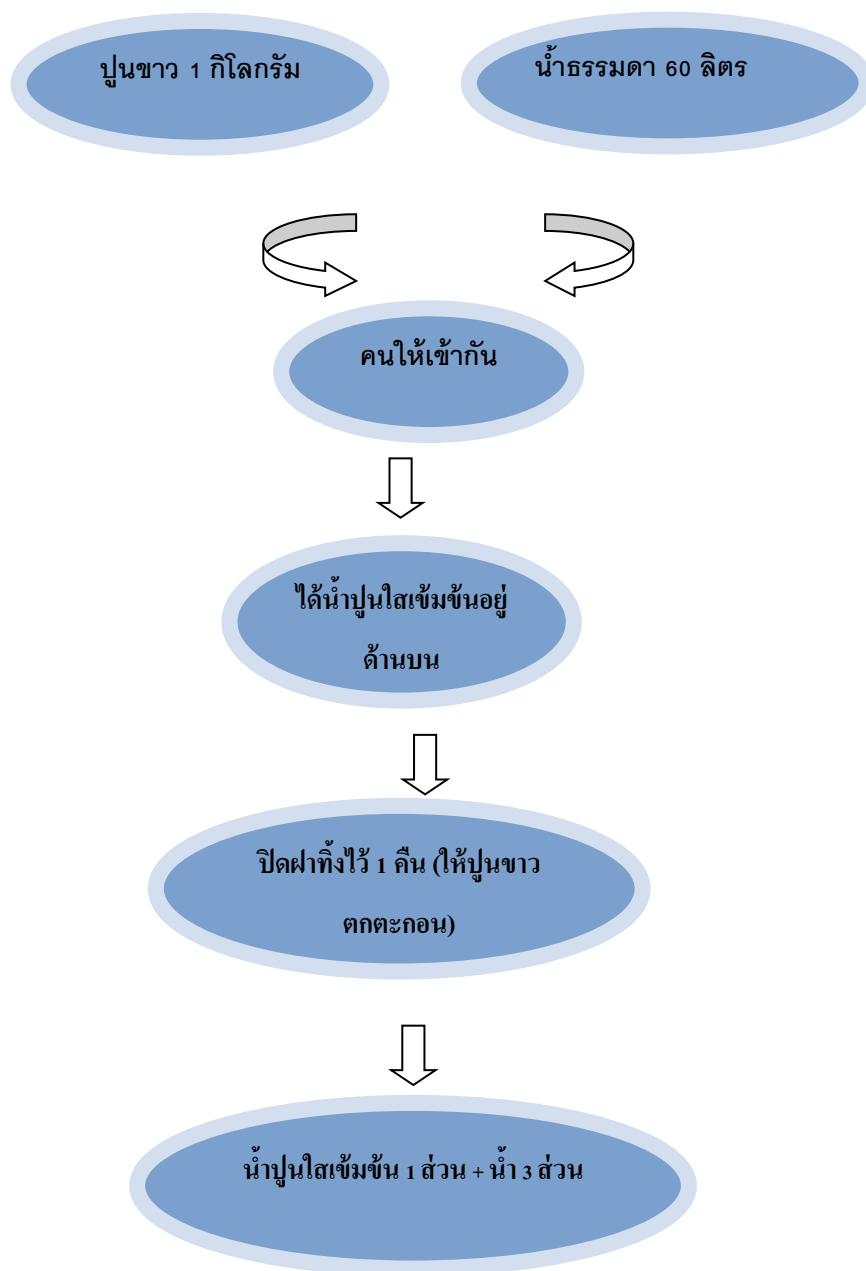 ปูนขาว 1 กิโลกรัม
น้ำธรรมดา 60 ลิตร
คนให้เข้ากัน
ได้น้ำปูนใสเข้มข้นอยู่
ด้านบน
ปิดฝาทิ้งไว้ 1 คืน (ให้ปูนขาว
ตกตะกอน)
น้ำปูนใสเข้มข้น 1 ส่วน + น้ำ 3 ส่วน